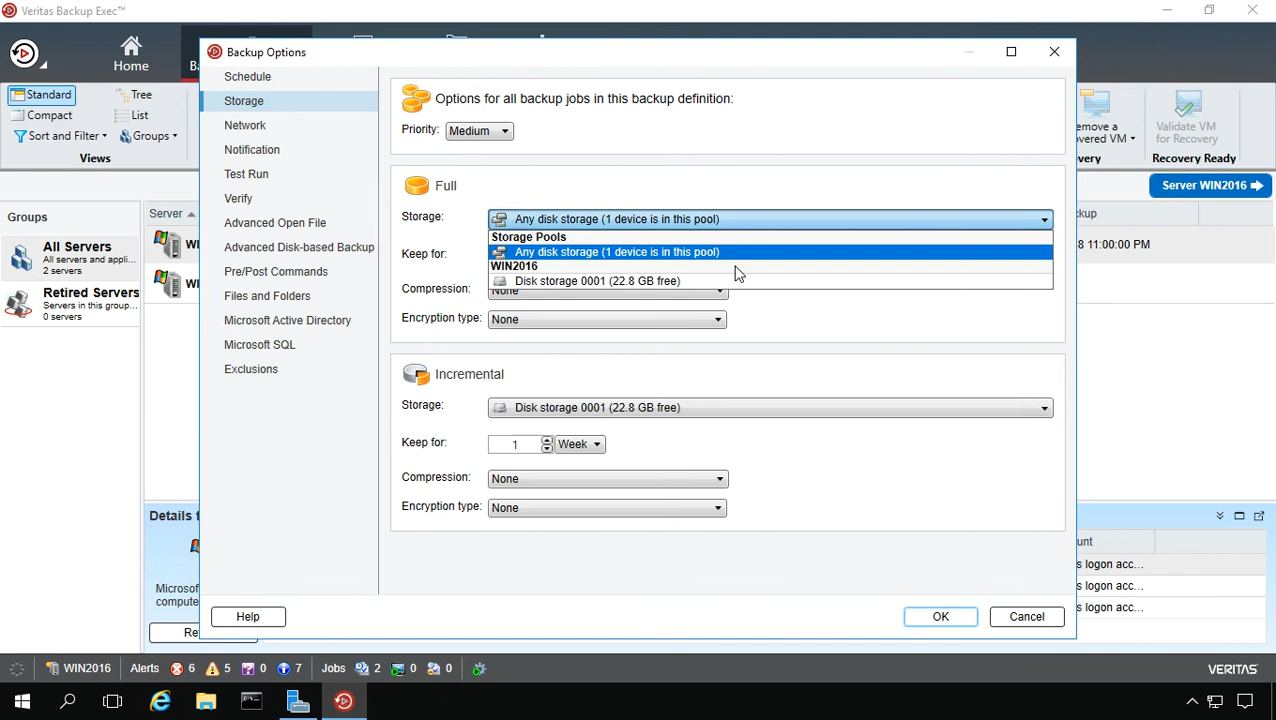 Veritas Backup Exec™
Home
Ba
Standard
Tree
Compact
List
Sort and Filter
Groups
Views
Backup Options
Schedule
Storage
Network
Notification
Test Run
Verify
Advanced Open File
Advanced Disk-based Backup
Pre/Post Commands
Files and Folders
Microsoft Active Directory
Microsoft SQL
Exclusions
Options for all backup jobs in this backup definition:
Priority:
Medium
Full
Storage:
Any disk storage (1 device is in this pool)
Storage Pools
Any disk storage (1 device is in this pool)
WIN2016
Disk storage 0001 (22.8 GB free)
Keep for:
Compression:
None
Encryption type:
None
Incremental
Storage:
Disk storage 0001 (22.8 GB free)
Keep for:
1
Week
Compression:
None
Encryption type:
None
Help
OK
Cancel
emove a
overed VM
Validate VM
for Recovery
very
Recovery Ready
Server WIN2016
Groups
All Servers
All servers and appli...
2 servers
Retired Servers
Servers in this group...
0 servers
Server
WI
WI
kup
8 11:00:00 PM
Details f
Microsof
compute
Re
unt
s logon acc...
s logon acc...
s logon acc...
WIN2016
Alerts
6
5
0
7
Jobs
2
0
0
VERITAS